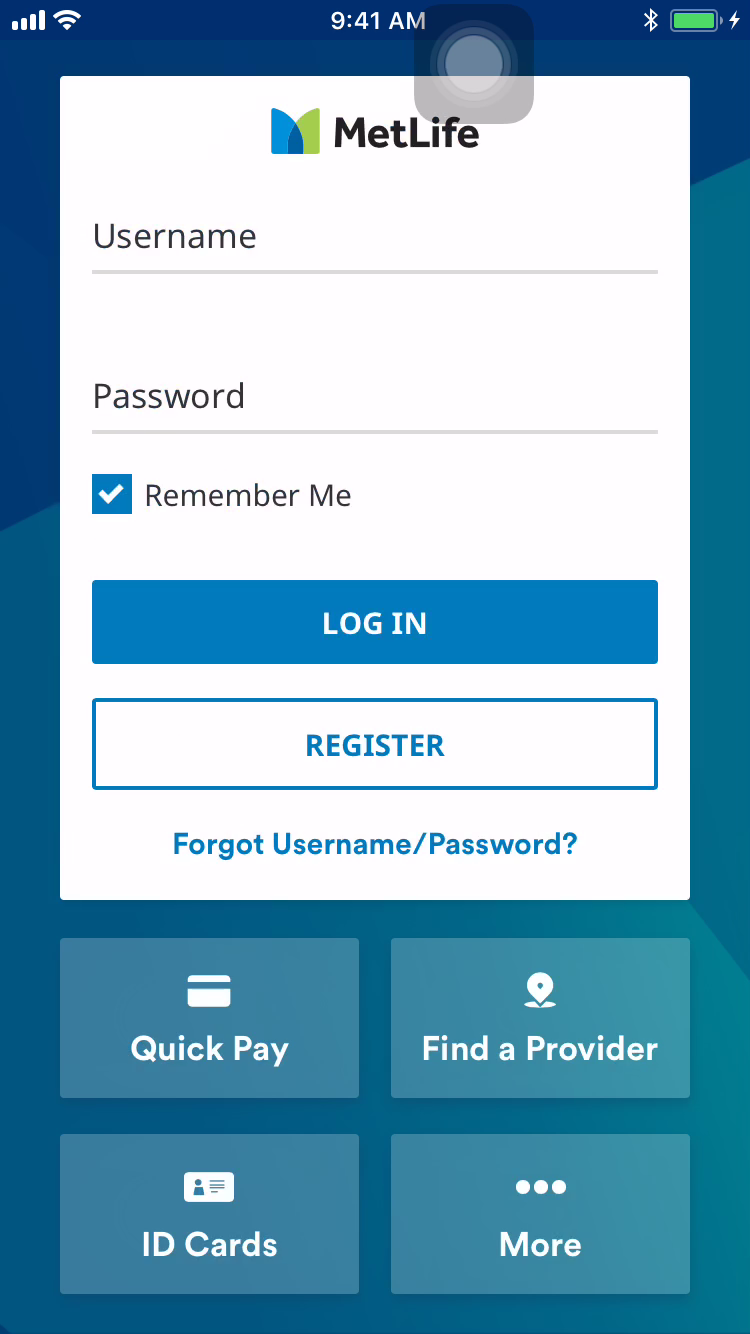 9:41 AM
MetLife
Username
Password
Remember Me
LOG IN
REGISTER
Forgot Username/Password?
Quick Pay
Find a Provider
ID Cards
More